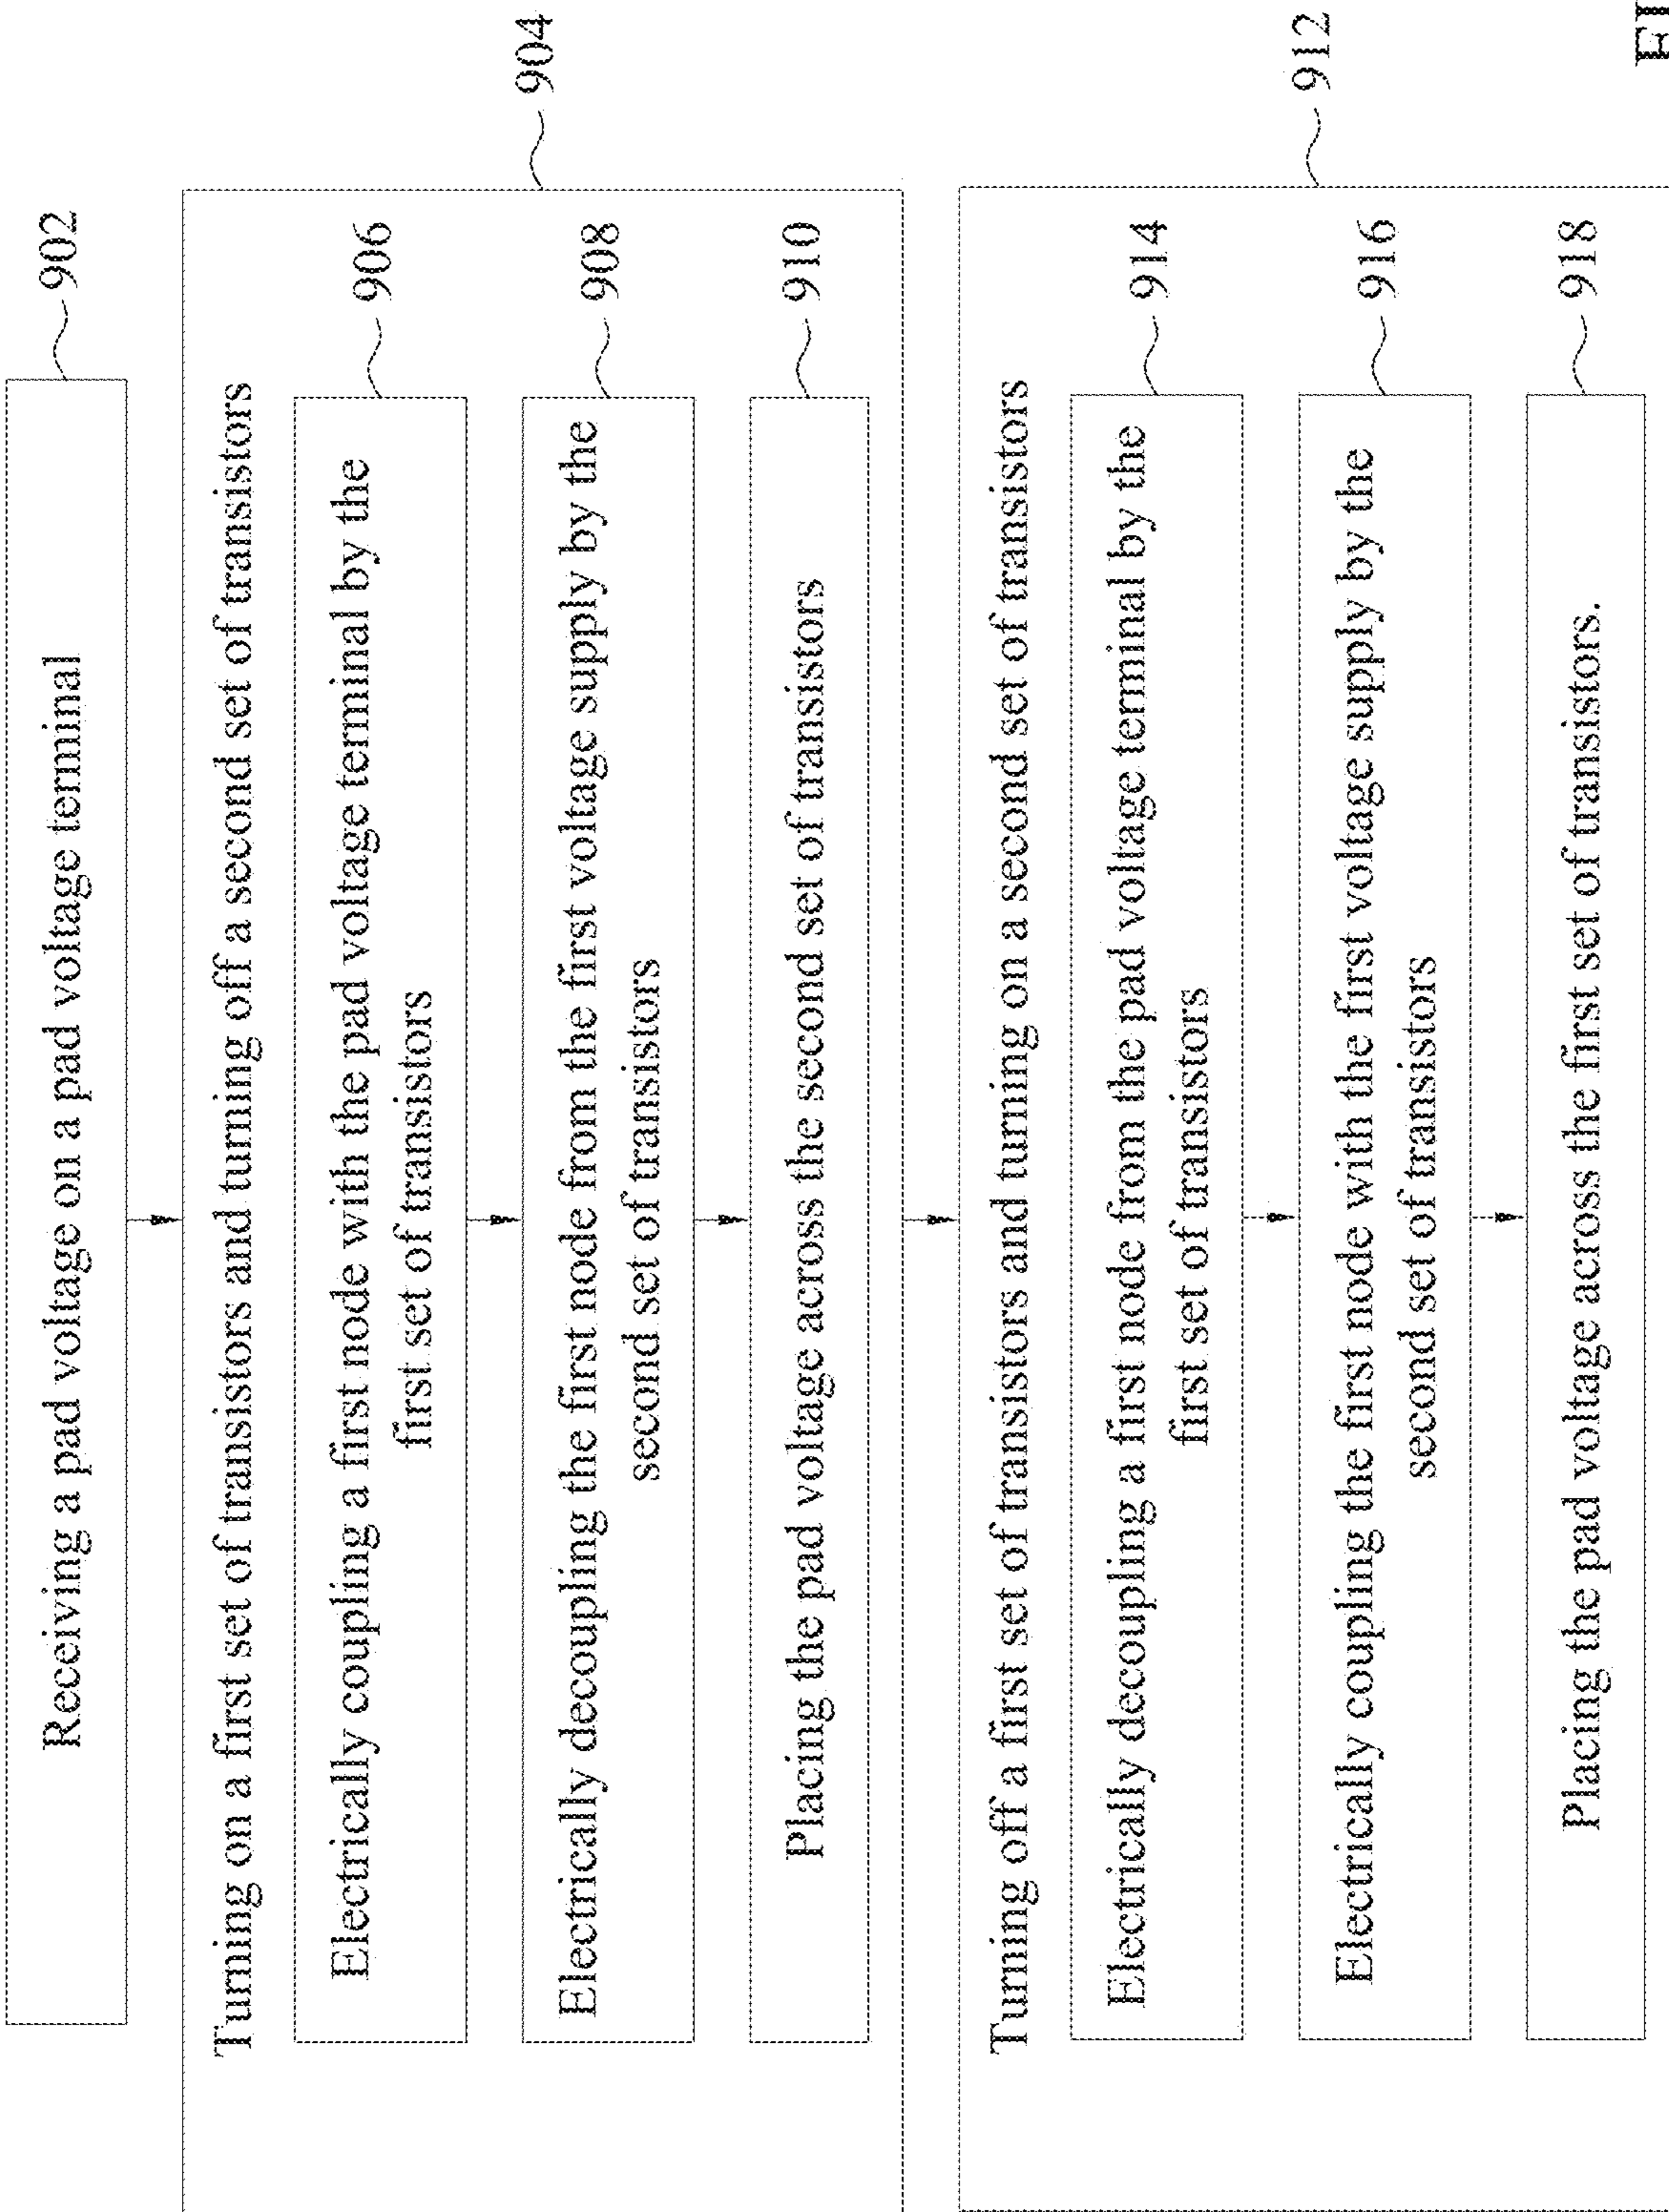 Receiving a pad voltage on a pad voltage terminal
902
Turning on a first set of transistors and turning off a second set of transistors
904
Electrically coupling a first node with the pad voltage terminal by the
first set of transistors
906
Electrically decoupling the first node from the first voltage supply by the
second set of transistors
908
Placing the pad voltage across the second set of transistors
910
Turning off a first set of transistors and turning on a second set of transistors
912
Electrically decoupling a first node from the pad voltage terminal by the
first set of transistors
914
Electrically coupling the first node with the first voltage supply by the
second set of transistors
916
Placing the pad voltage across the first set of transistors.
918